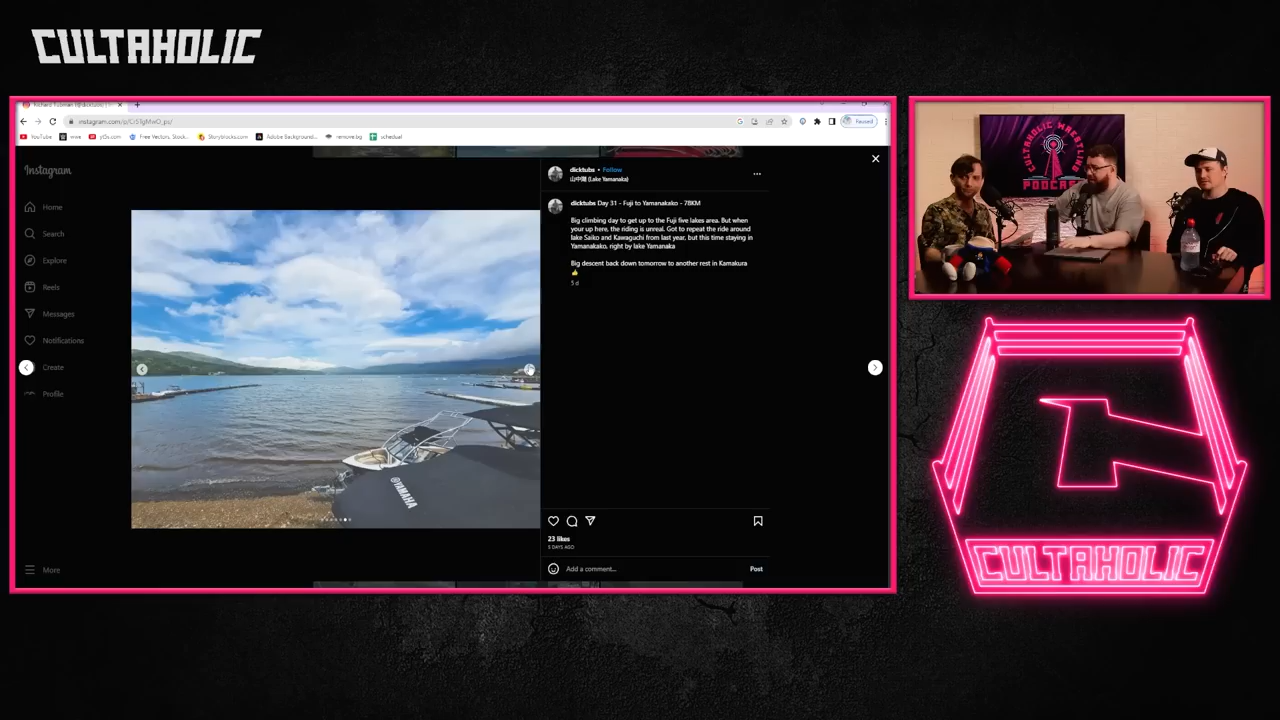 CULTAHOLIC
instagram.com/p/
Paused
YouTube
wwe
yt5s.com
Free Vectors, Stock...
Storyblocks.com
Adobe Background...
remove.bg
schedual
Instagram
Home
Search
Explore
Reels
Messages
Notifications
Create
Profile
More
@YAMAHA
dicktubs • Follow
(Lake Yamanaka)
dicktubs Day 31 - Fuji to Yamanakako - 78KM
Big climbing day to get up to the Fuji five lakes area. But when
your up here, the riding is unreal. Got to repeat the ride around
lake Saiko and Kawaguchi from last year, but this time staying in
Yamanakako, right by lake Yamanaka
Big descent back down tomorrow to another rest in Kamakura
👍
5 d
23 likes
5 DAYS AGO
Add a comment...
Post
CULTAHOLIC WRESTLING
PODCAST
CULTAHOLIC